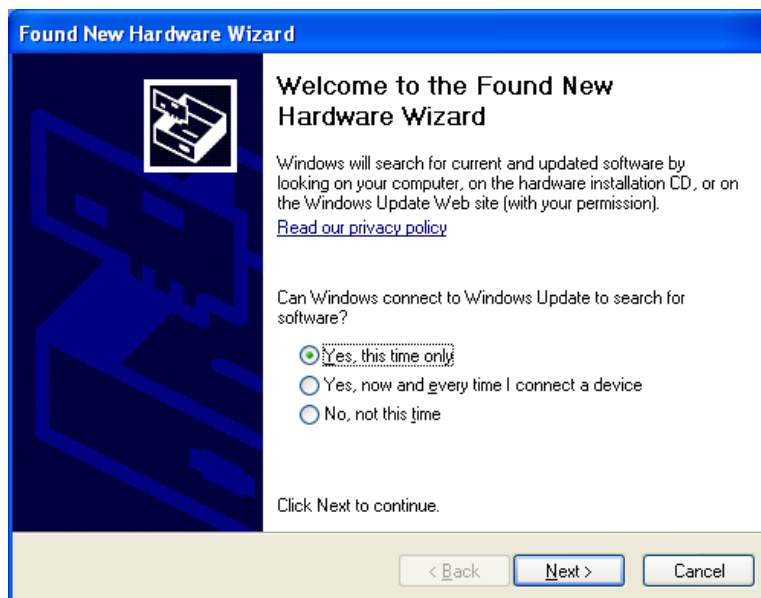 Found New Hardware Wizard
Welcome to the Found New
Hardware Wizard
Windows will search for current and updated software by
looking on your computer, on the hardware installation CD, or on
the Windows Update Web site (with your permission).
Read our privacy policy
Can Windows connect to Windows Update to search for
software?
Yes, this time only
Yes, now and every time I connect a device
No, not this time
Click Next to continue.
< Back
Next >
Cancel